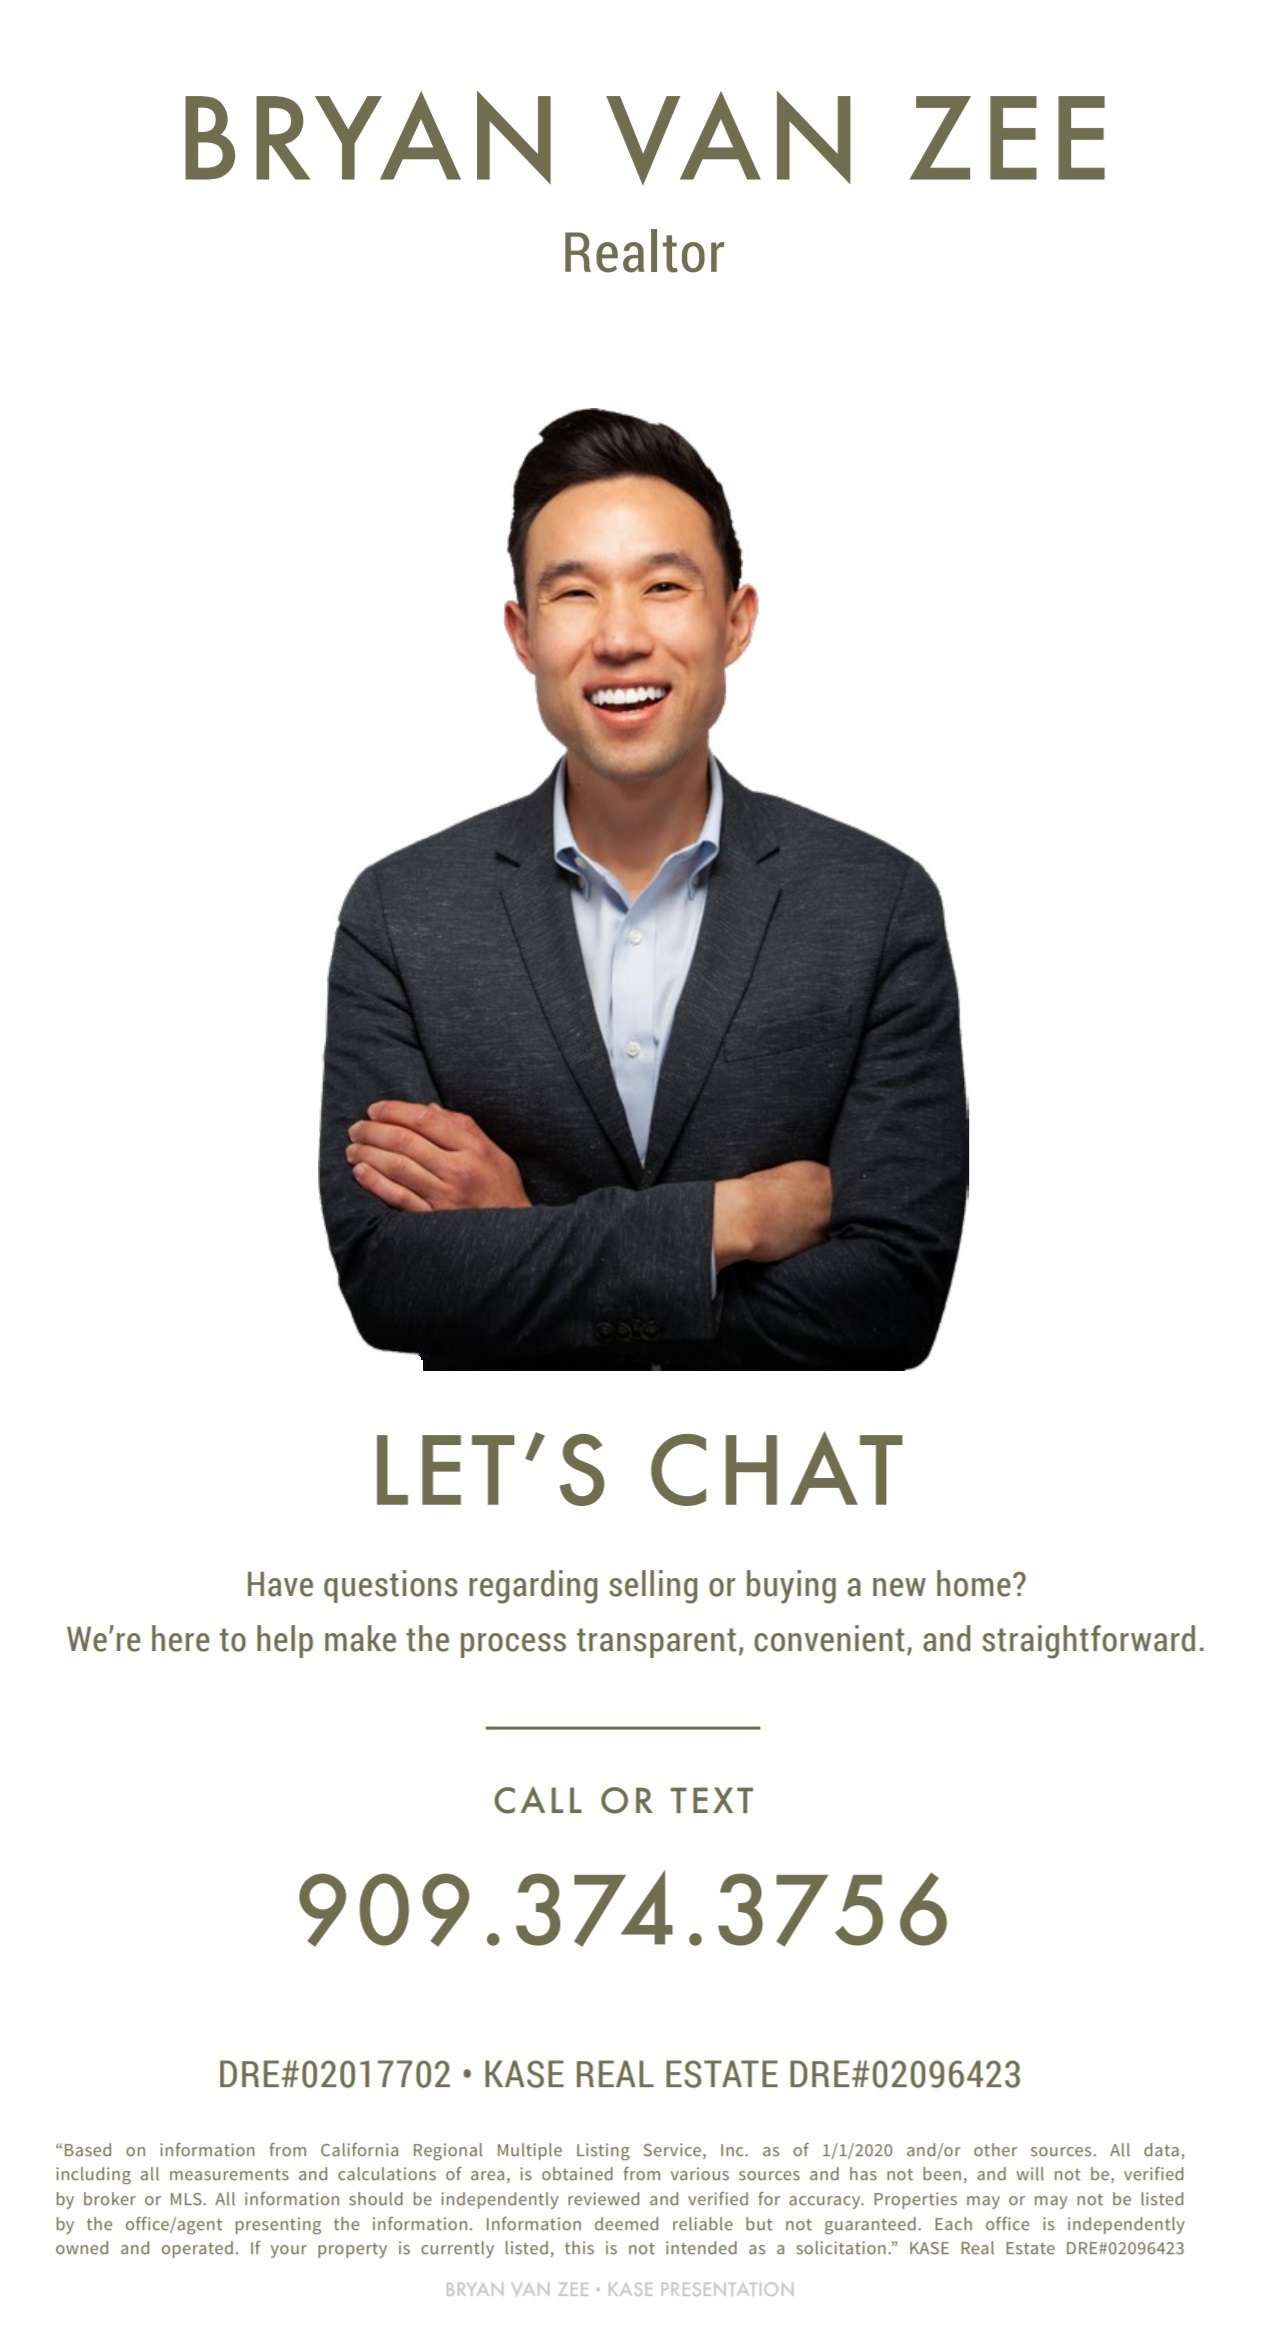 BRYAN VAN ZEE
Realtor
LET’S CHAT
Have questions regarding selling or buying a new home?
We’re here to help make the process transparent, convenient, and straightforward.
CALL OR TEXT
909.374.3756
DRE#02017702 • KASE REAL ESTATE DRE#02096423
“Based on information from California Regional Multiple Listing Service, Inc. as of 1/1/2020 and/or other sources. All data,
including all measurements and calculations of area, is obtained from various sources and has not been, and will not be, verified
by broker or MLS. All information should be independently reviewed and verified for accuracy. Properties may or may not be listed
by the office/agent presenting the information. Information deemed reliable but not guaranteed. Each office is independently
owned and operated. If your property is currently listed, this is not intended as a solicitation.” KASE Real Estate DRE#02096423
BRYAN VAN ZEE • KASE PRESENTATION